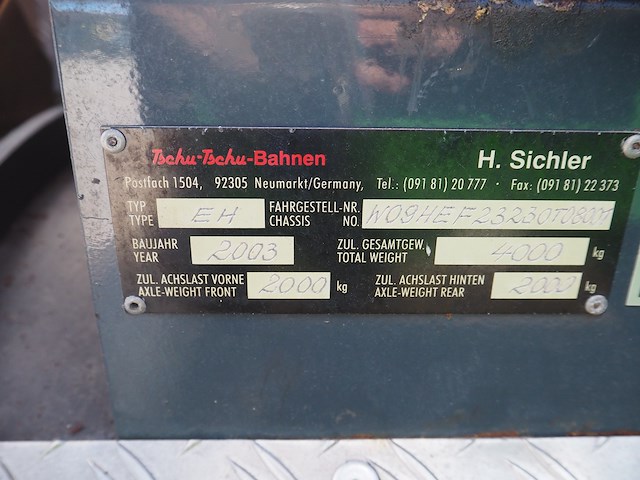 Tschu-Tschu-Bahnen H. Sichler
Postfach 1504, 92305 Neumarkt/Germany, Tel.: (091 81) 20 777 · Fax: (091 81) 22 373
TYP TYPE EH FAHRGESTELL-NR. CHASSIS NO. W09HEF23230T08007
BAUJAHR YEAR 2003 ZUL. GESAMTGEW. TOTAL WEIGHT 4000 kg
ZUL. ACHSLAST VORNE AXLE-WEIGHT FRONT 2000 kg ZUL. ACHSLAST HINTEN AXLE-WEIGHT REAR 2000 kg